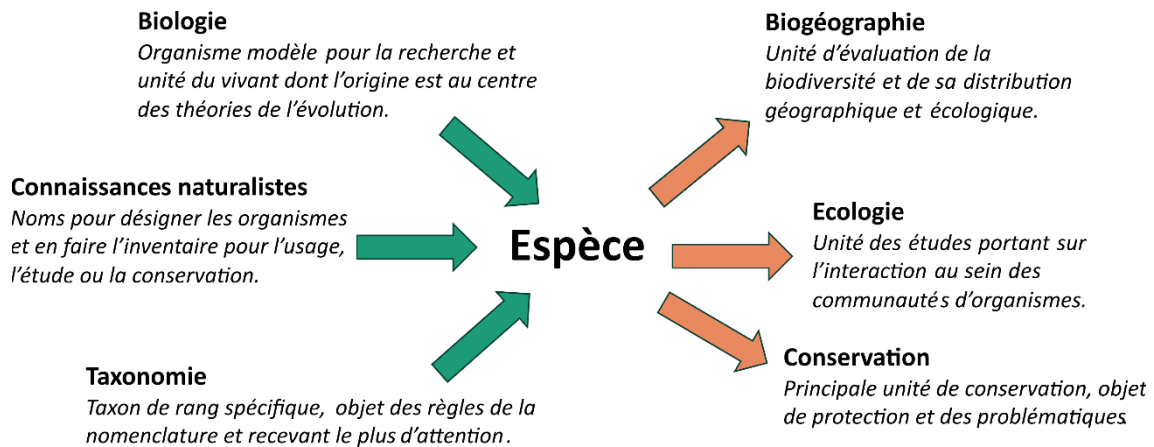 Biologie
Organisme modèle pour la recherche et
unité du vivant dont l'origine est au centre
des théories de l'évolution.
Connaissances naturalistes
Noms pour désigner les organismes
et en faire l'inventaire pour l'usage,
l'étude ou la conservation.
Taxonomie
Taxon de rang spécifique, objet des règles de la
nomenclature et recevant le plus d'attention.
Espèce
Biogéographie
Unité d'évaluation de la
biodiversité et de sa distribution
géographique et écologique.
Ecologie
Unité des études portant sur
l'interaction au sein des
communautés d'organismes.
Conservation
Principale unité de conservation, objet
de protection et des problématiques.